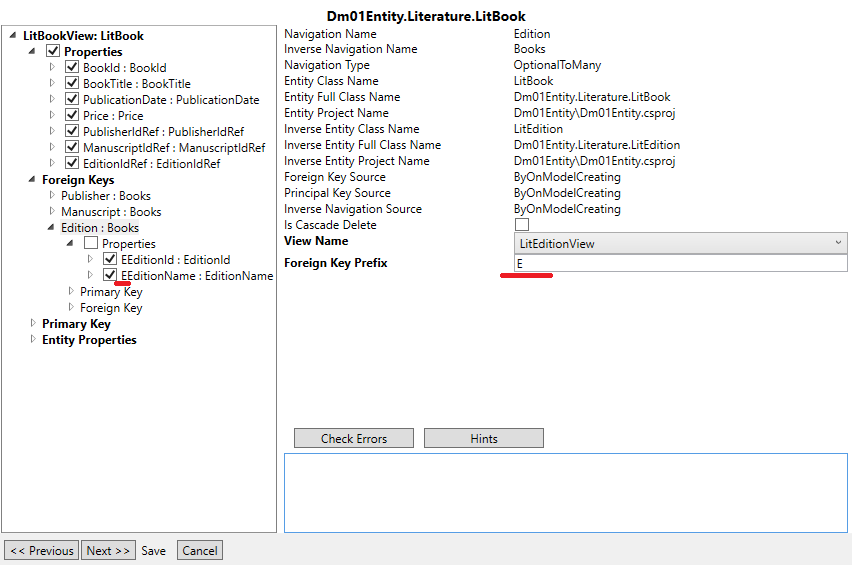 Dm01Entity.Literature.LitBook
LitBookView: LitBook
Properties
BookId : BookId
BookTitle : BookTitle
PublicationDate : PublicationDate
Price : Price
PublisherIdRef : PublisherIdRef
ManuscriptIdRef : ManuscriptIdRef
EditionIdRef : EditionIdRef
Foreign Keys
Publisher : Books
Manuscript : Books
Edition : Books
Properties
EEditionId : EditionId
EEditionName : EditionName
Primary Key
Foreign Key
Primary Key
Entity Properties
Navigation Name Edition
Inverse Navigation Name Books
Navigation Type OptionalToMany
Entity Class Name LitBook
Entity Full Class Name Dm01Entity.Literature.LitBook
Entity Project Name Dm01Entity\Dm01Entity.csproj
Inverse Entity Class Name LitEdition
Inverse Entity Full Class Name Dm01Entity.Literature.LitEdition
Inverse Entity Project Name Dm01Entity\Dm01Entity.csproj
Foreign Key Source ByOnModelCreating
Principal Key Source ByOnModelCreating
Inverse Navigation Source ByOnModelCreating
Is Cascade Delete
View Name LitEditionView
Foreign Key Prefix E
Check Errors Hints
<< Previous Next >> Save Cancel